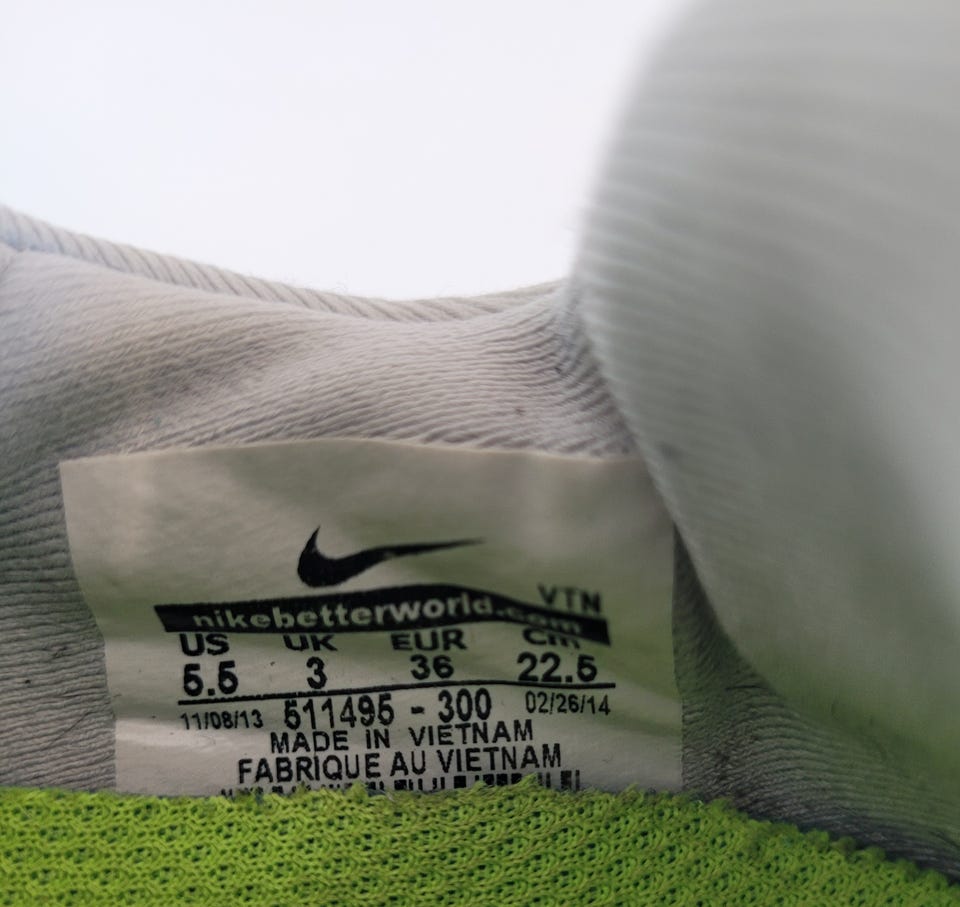 VTN
nikebetterworld.com
US UK EUR cm
5.5 3 36 22.5
11/08/13 511495 - 300 02/26/14
MADE IN VIETNAM
FABRIQUE AU VIETNAM